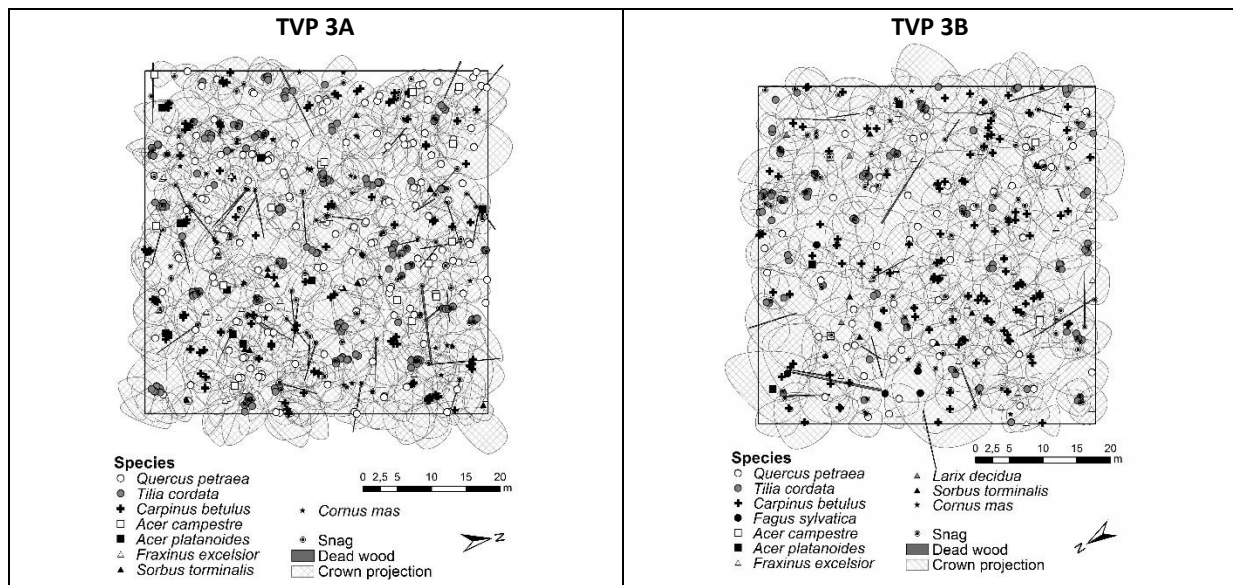 TVP 3A
Species
Quercus petraea
Tilia cordata
Carpinus betulus
Acer campestre
Acer platanoides
Fraxinus excelsior
Sorbus torminalis
0 2,5 5 10 15 20
m
Cornus mas
Snag
Dead wood
Crown projection
N
TVP 3B
Species
Quercus petraea
Tilia cordata
Carpinus betulus
Fagus sylvatica
Acer campestre
Acer platanoides
Fraxinus excelsior
0 2,5 5 10 15 20
m
Larix decidua
Sorbus torminalis
Cornus mas
Snag
Dead wood
Crown projection
N